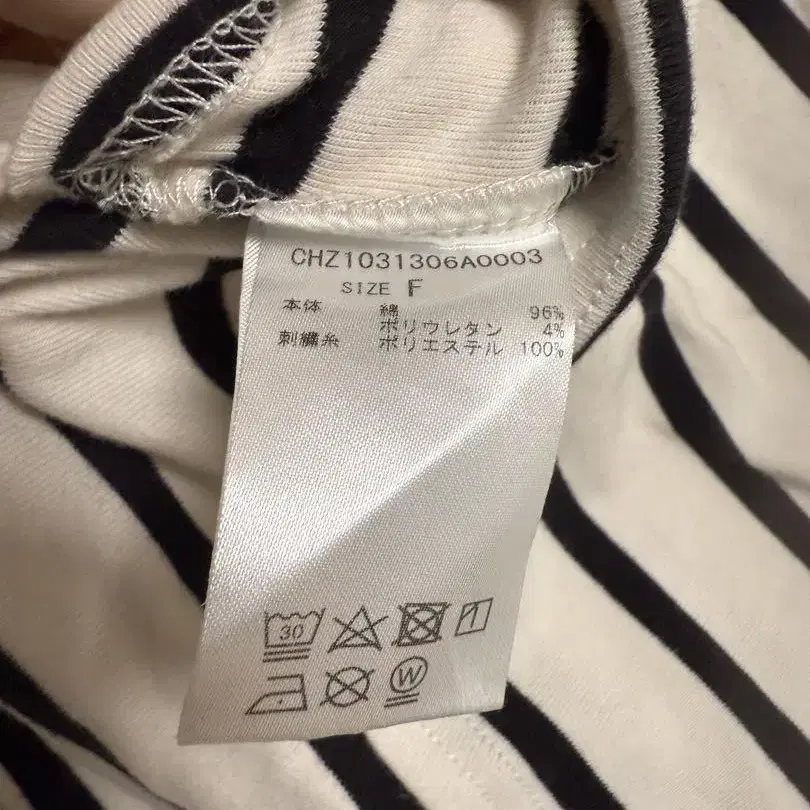 CHZ1031306A0003
SIZE F
本体 綿 96%
ポリウレタン 4%
刺繍糸 ポリエステル 100%
30
W